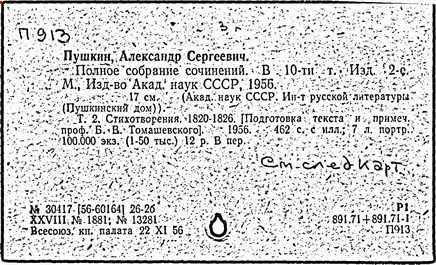 П913
Пушкин, Александр Сергеевич.
Полное собрание сочинений. В 10-ти т. Изд. 2-е.
М., Изд-во Акад. наук СССР, 1956.
17 см. (Акад. наук СССР. Ин-т русской литературы
(Пушкинский дом)).
Т. 2. Стихотворения. 1820-1826. [Подготовка текста и примеч.
проф. Б. В. Томашевского]. 1956. 462 с. с илл.; 7 л. портр.
100.000 экз. (1-50 тыс.) 12 р. В пер.
См. след карт.
№ 30417 [56-60164] 26-2б Р1
XXVIII, № 1881; № 13281 891.71+891.71-1
Всесоюз. кн. палата 22 XI 56 П913